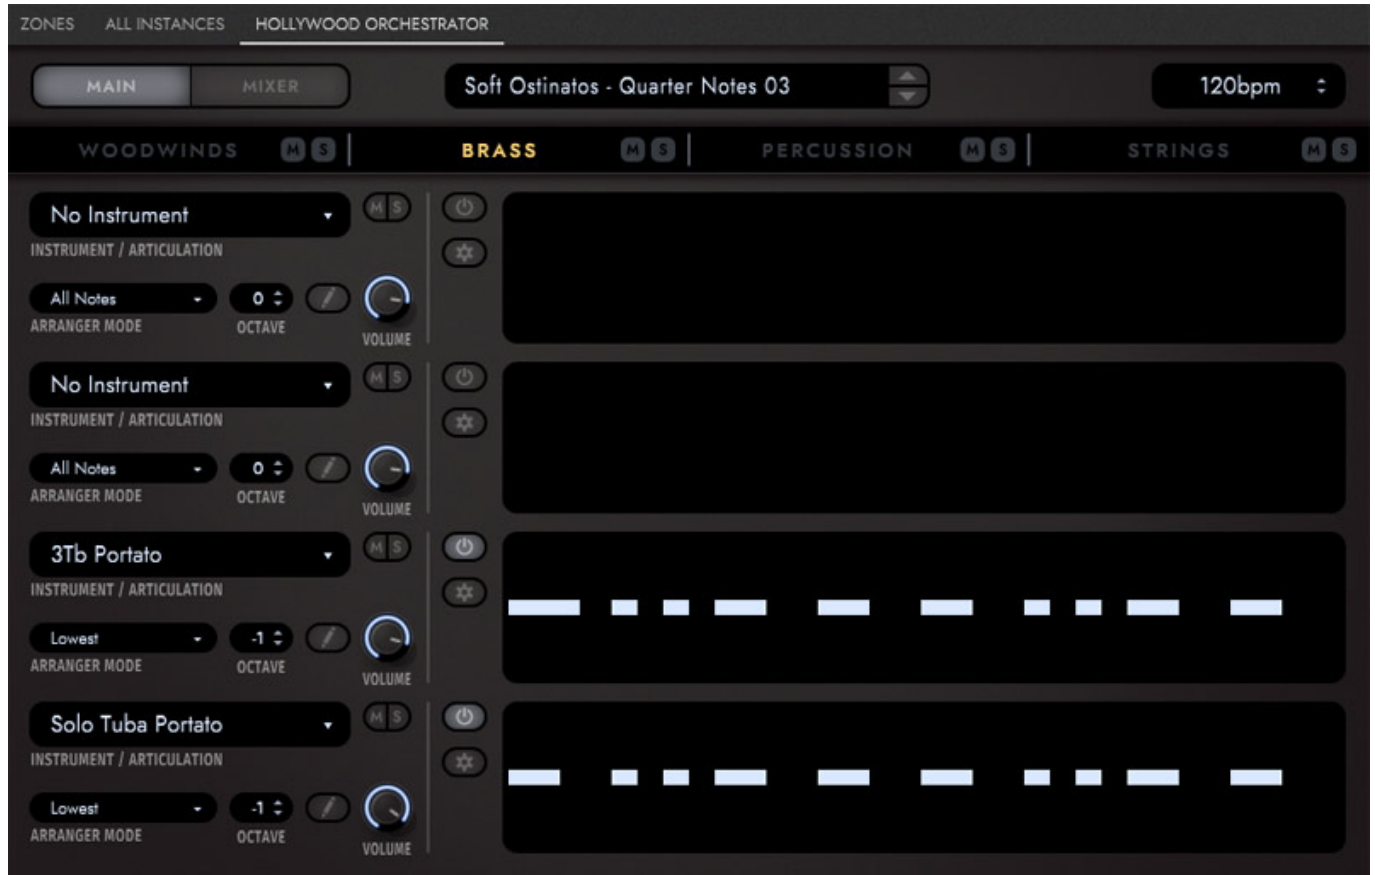 ZONES ALL INSTANCES HOLLYWOOD ORCHESTRATOR
MAIN MIXER Soft Ostinatos - Quarter Notes 03 120bpm
WOODWINDS M S BRASS M S PERCUSSION M S STRINGS M S
No Instrument M S
INSTRUMENT / ARTICULATION
All Notes 0
ARRANGER MODE OCTAVE VOLUME
No Instrument M S
INSTRUMENT / ARTICULATION
All Notes 0
ARRANGER MODE OCTAVE VOLUME
3Tb Portato M S
INSTRUMENT / ARTICULATION
Lowest -1
ARRANGER MODE OCTAVE VOLUME
Solo Tuba Portato M S
INSTRUMENT / ARTICULATION
Lowest -1
ARRANGER MODE OCTAVE VOLUME